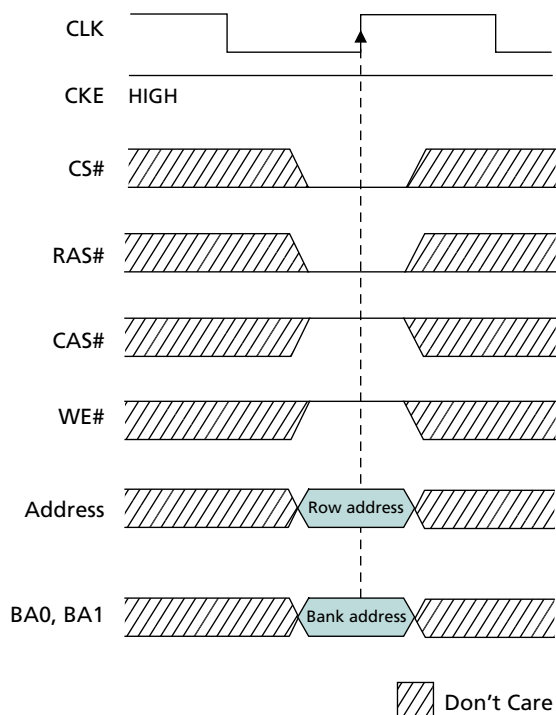 CLK
CKE HIGH
CS#
RAS#
CAS#
WE#
Address Row address
BA0, BA1 Bank address
Don't Care